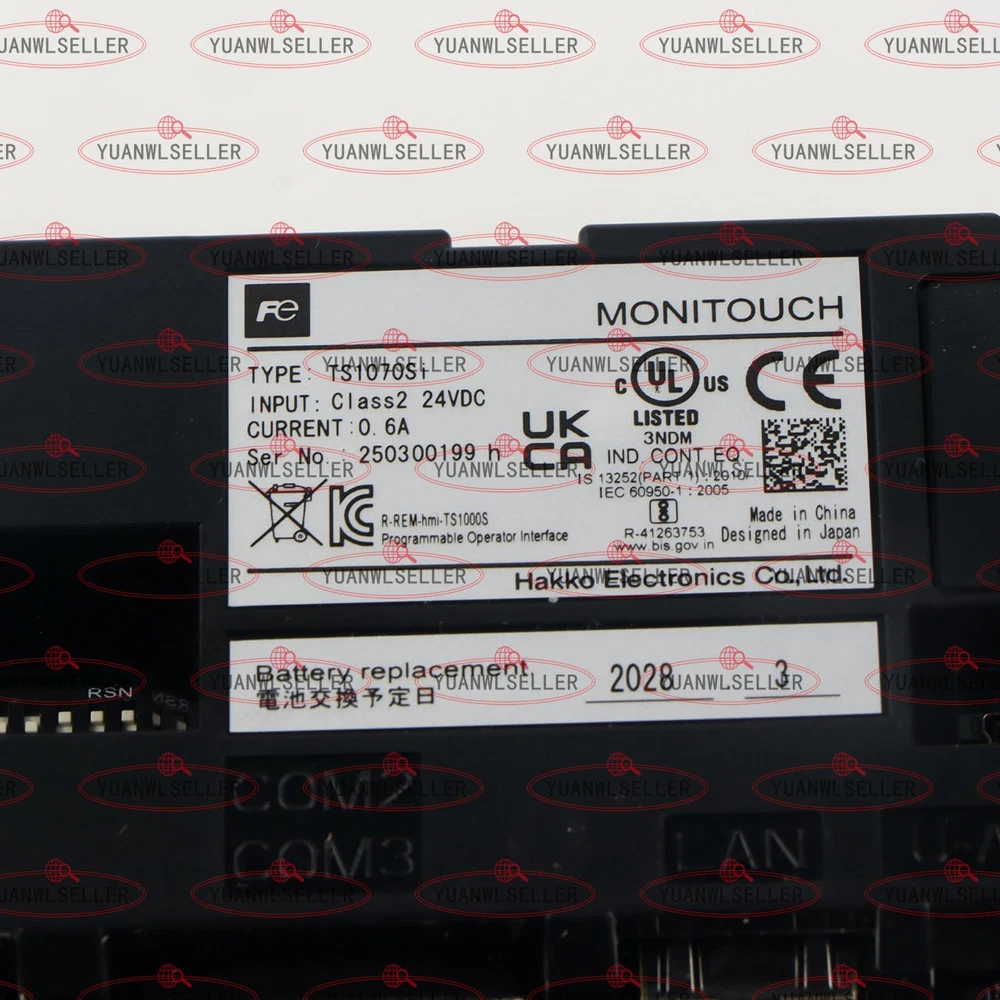 YUANWLSELLER
Fe
MONITOUCH
TYPE: TS1070Si
INPUT: Class2 24VDC
CURRENT: 0.6A
Ser No. 250300199 h
UK CA
C UL US
LISTED
3NDM
IND CONT EQ
CE
IS 13252(PART 1) : 2010/
IEC 60950-1 : 2005
R-41263753
www.bis.gov.in
Made in China
Designed in Japan
R-REM-hmi-TS1000S
Programmable Operator Interface
Hakko Electronics Co., Ltd.
Battery replacement
電池交換予定日
2028 3
RSN
COM2
COM3
LAN
U-A